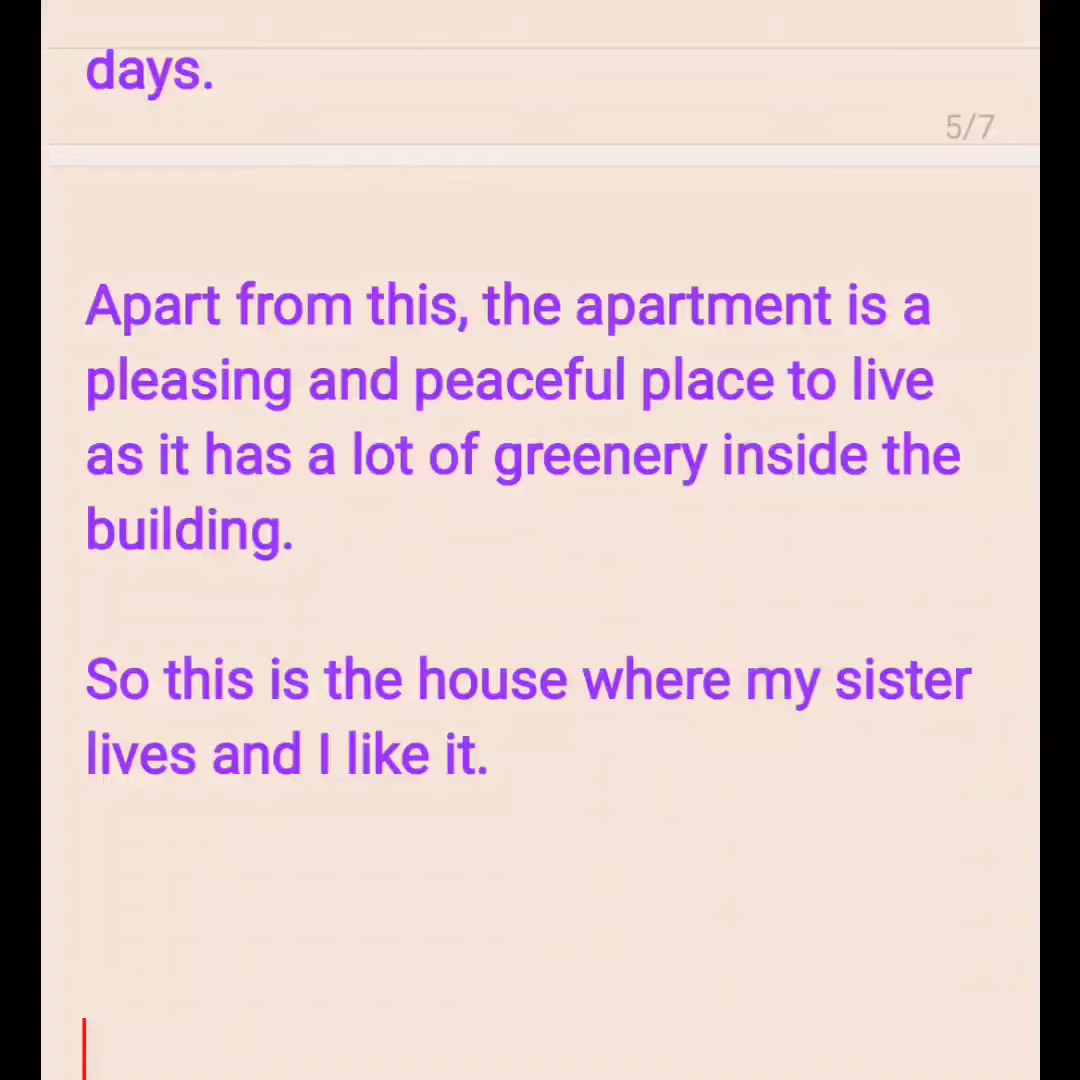 days.
5/7
Apart from this, the apartment is a
pleasing and peaceful place to live
as it has a lot of greenery inside the
building.
So this is the house where my sister
lives and I like it.